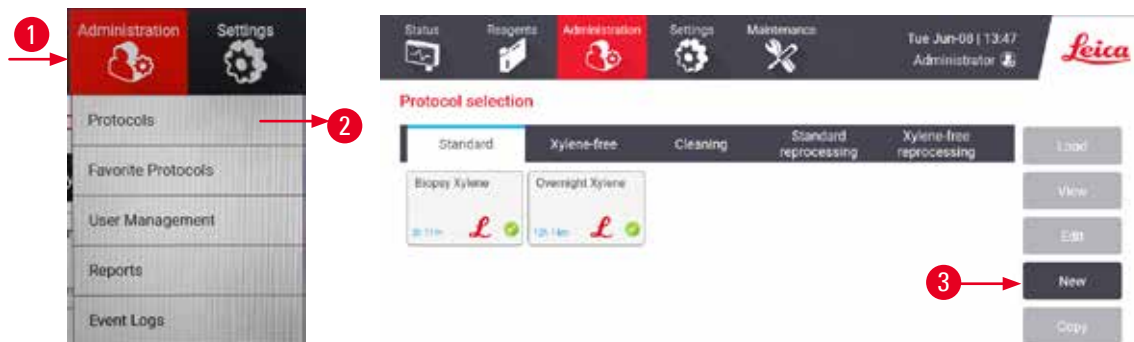 1
Administration
Settings
Protocols
2
Favorite Protocols
User Management
Reports
Event Logs
Status
Reagents
Administration
Settings
Maintenance
Tue Jun-08 | 13:47
Administrator
Leica
Protocol selection
Standard
Xylene-free
Cleaning
Standard
reprocessing
Xylene-free
reprocessing
Load
View
Edit
New
Copy
Biopsy Xylene
Overnight Xylene
L
L
3